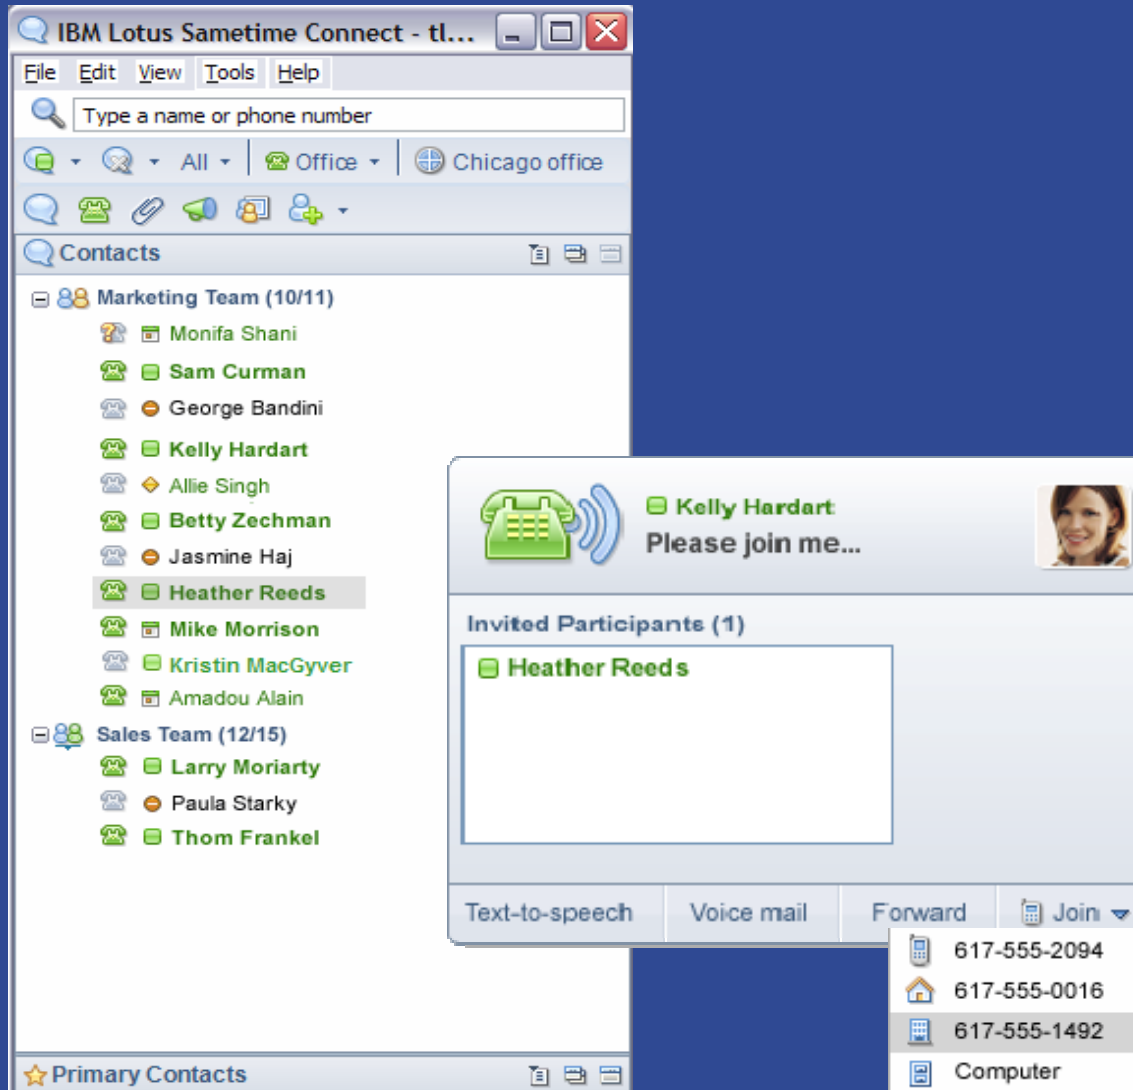 IBM Lotus Sametime Connect - tl...
File Edit View Tools Help
Type a name or phone number
All Office Chicago office
Contacts
Marketing Team (10/11)
Monifa Shani
Sam Curman
George Bandini
Kelly Hardart
Allie Singh
Betty Zechman
Jasmine Haj
Heather Reeds
Mike Morrison
Kristin MacGyver
Amadou Alain
Sales Team (12/15)
Larry Moriarty
Paula Starky
Thom Frankel
Primary Contacts
Kelly Hardart
Please join me...
Invited Participants (1)
Heather Reeds
Text-to-speech Voice mail Forward Join
617-555-2094
617-555-0016
617-555-1492
Computer